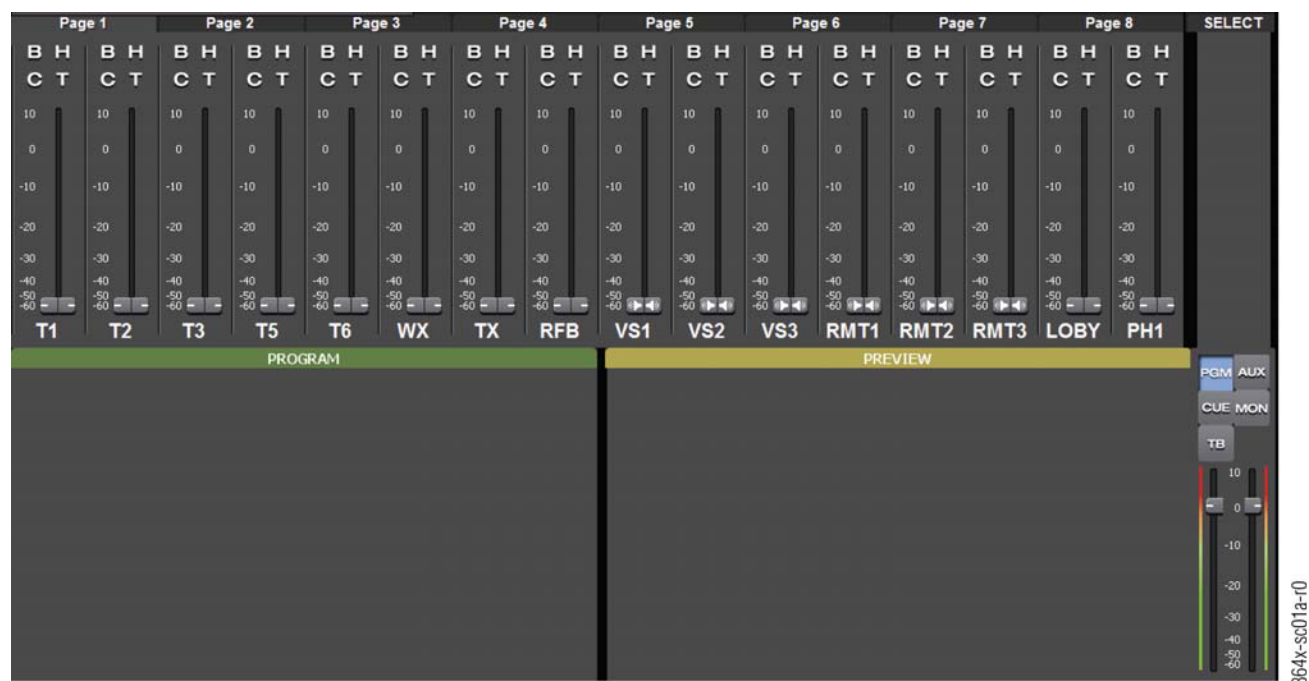 Page 1 Page 2 Page 3 Page 4 Page 5 Page 6 Page 7 Page 8 SELECT
B H B H B H B H B H B H B H B H B H B H B H B H B H B H B H B H
C T C T C T C T C T C T C T C T C T C T C T C T C T C T C T C T
10 10 10 10 10 10 10 10 10 10 10 10 10 10 10 10
0 0 0 0 0 0 0 0 0 0 0 0 0 0 0 0
-10 -10 -10 -10 -10 -10 -10 -10 -10 -10 -10 -10 -10 -10 -10 -10
-20 -20 -20 -20 -20 -20 -20 -20 -20 -20 -20 -20 -20 -20 -20 -20
-30 -30 -30 -30 -30 -30 -30 -30 -30 -30 -30 -30 -30 -30 -30 -30
-40 -40 -40 -40 -40 -40 -40 -40 -40 -40 -40 -40 -40 -40 -40 -40
-50 -50 -50 -50 -50 -50 -50 -50 -50 -50 -50 -50 -50 -50 -50 -50
-60 -60 -60 -60 -60 -60 -60 -60 -60 -60 -60 -60 -60 -60 -60 -60
T1 T2 T3 T5 T6 WX TX RFB VS1 VS2 VS3 RMT1 RMT2 RMT3 LOBY PH1
PROGRAM PREVIEW
PGM AUX
CUE MON
TB
10
0
-10
-20
-30
-40
-50
-60
864x-sc01a-r0